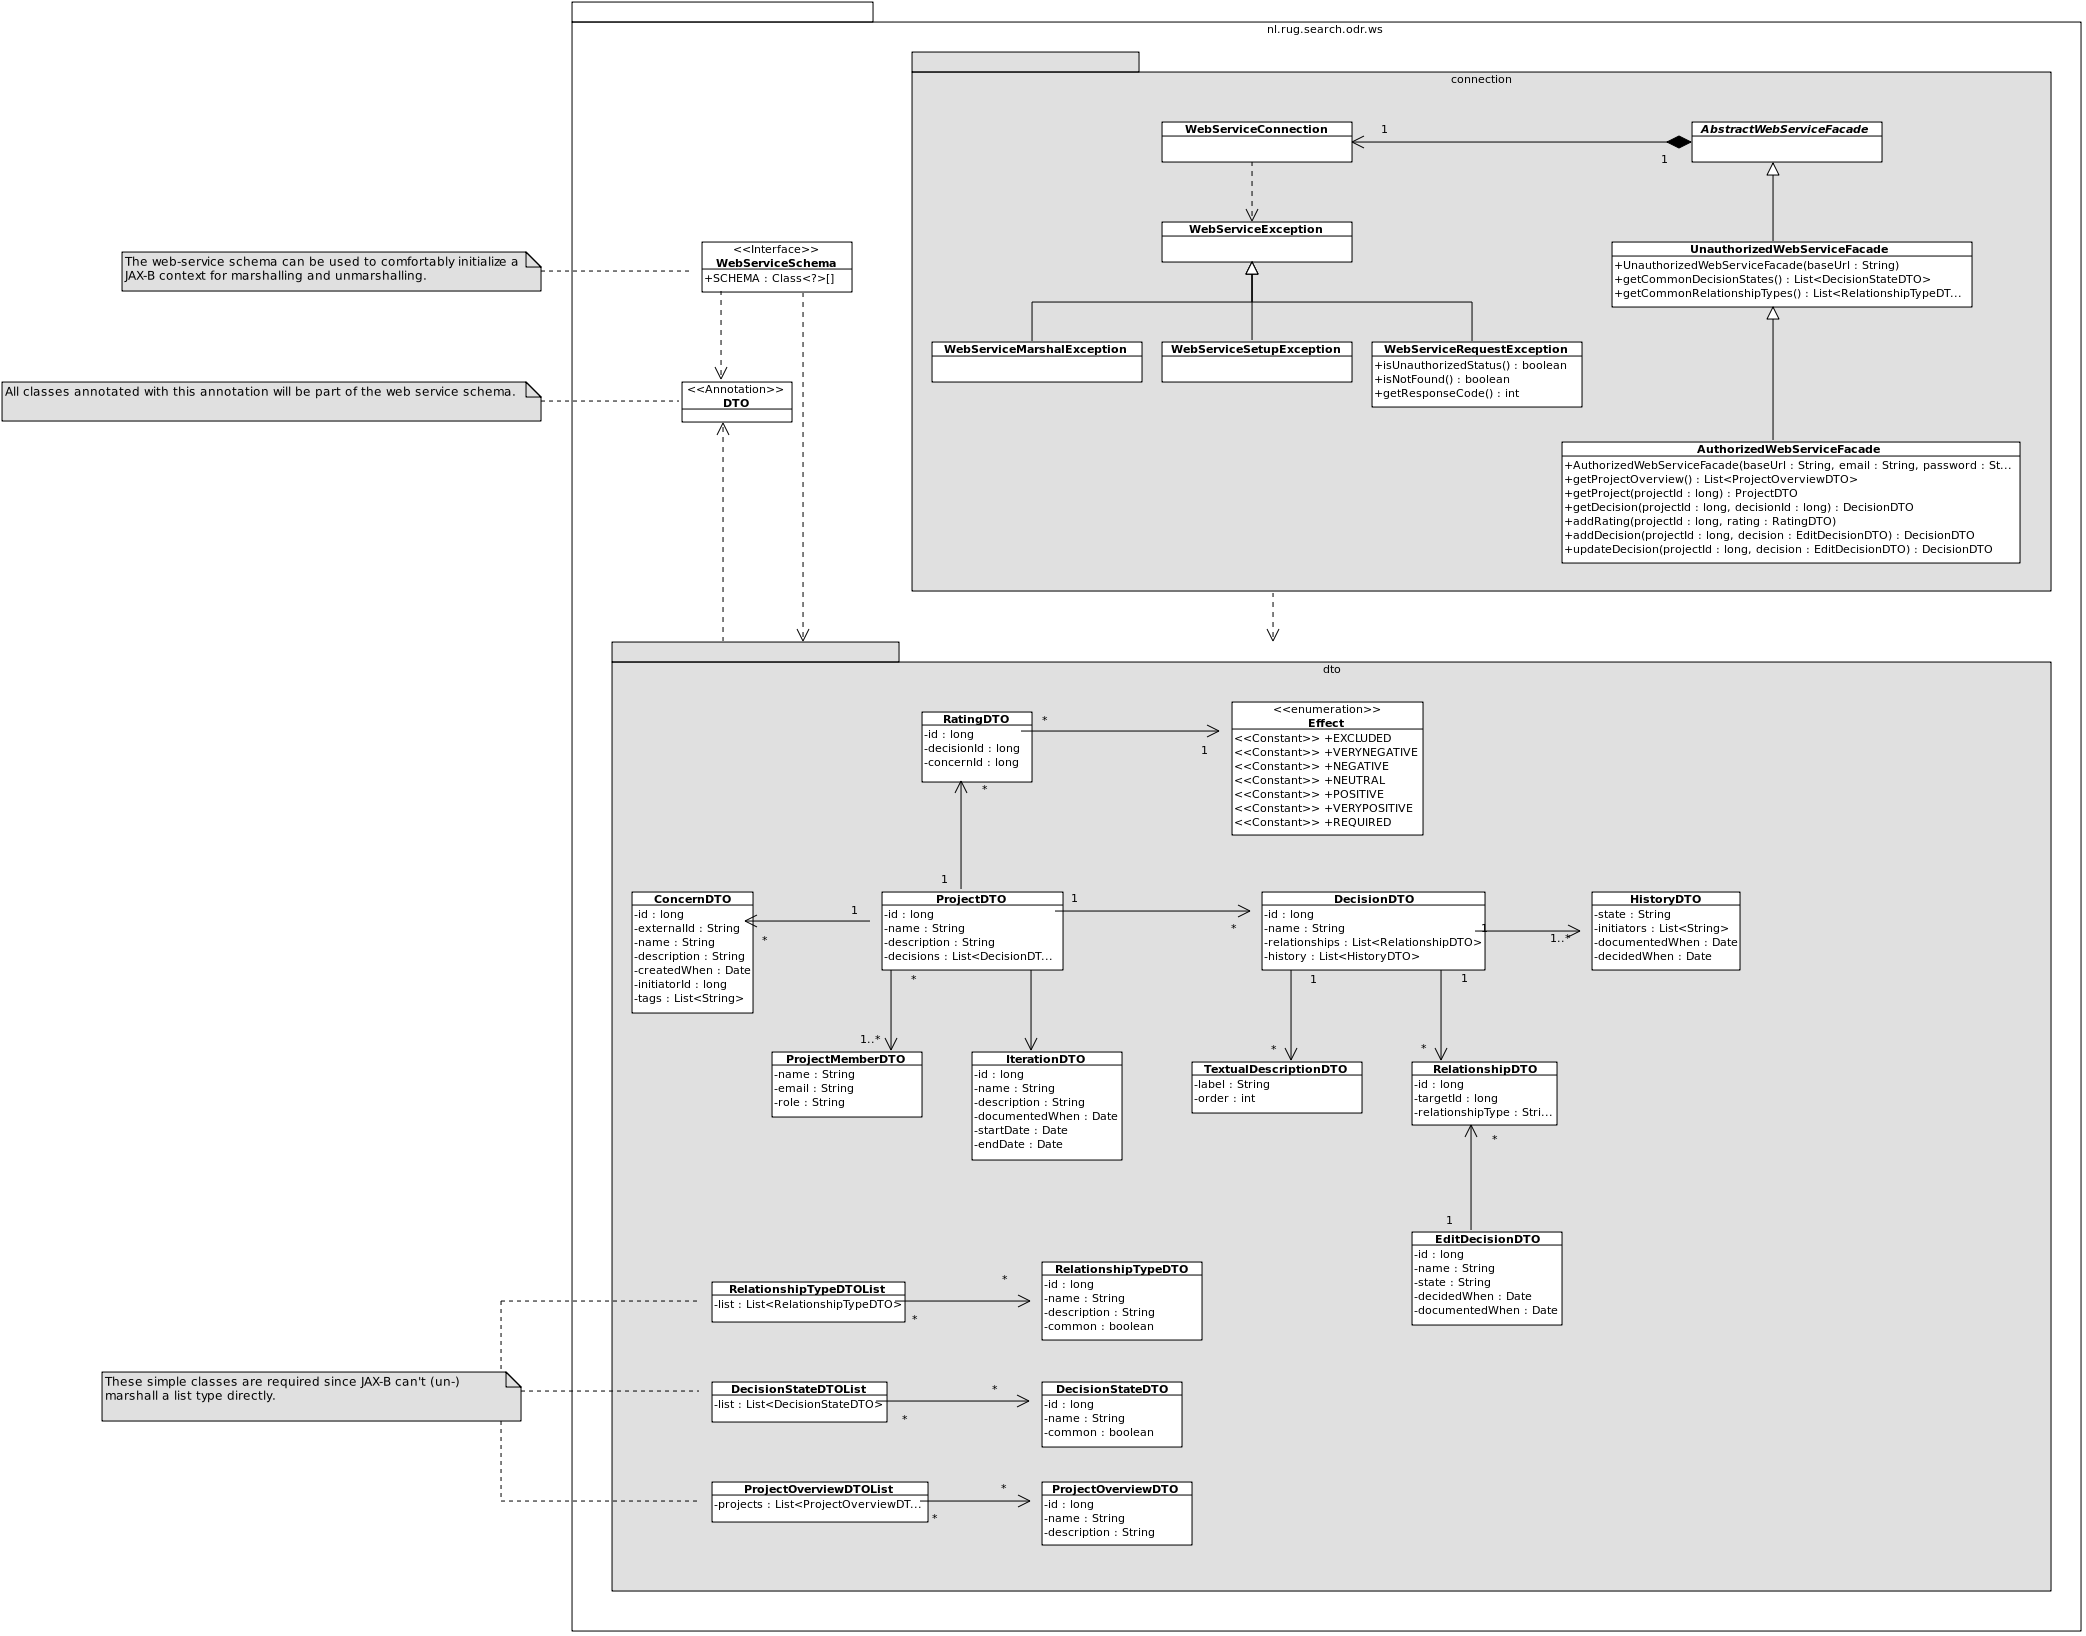 nl.rug.search.odr.ws
connection
WebServiceConnection
1
1
AbstractWebServiceFacade
WebServiceException
UnauthorizedWebServiceFacade
+UnauthorizedWebServiceFacade(baseUrl : String)
+getCommonDecisionStates() : List<DecisionStateDTO>
+getCommonRelationshipTypes() : List<RelationshipTypeDT...
WebServiceMarshalException
WebServiceSetupException
WebServiceRequestException
+isUnauthorizedStatus() : boolean
+isNotFound() : boolean
+getResponseCode() : int
AuthorizedWebServiceFacade
+AuthorizedWebServiceFacade(baseUrl : String, email : String, password : St...
+getProjectOverview() : List<ProjectOverviewDTO>
+getProject(projectId : long) : ProjectDTO
+getDecision(projectId : long, decisionId : long) : DecisionDTO
+addRating(projectId : long, rating : RatingDTO)
+addDecision(projectId : long, decision : EditDecisionDTO) : DecisionDTO
+updateDecision(projectId : long, decision : EditDecisionDTO) : DecisionDTO
The web-service schema can be used to comfortably initialize a
JAX-B context for marshalling and unmarshalling.
<<Interface>>
WebServiceSchema
+SCHEMA : Class<?>[]
All classes annotated with this annotation will be part of the web service schema.
<<Annotation>>
DTO
dto
RatingDTO
-id : long
-decisionId : long
-concernId : long
*
1
<<enumeration>>
Effect
<<Constant>> +EXCLUDED
<<Constant>> +VERYNEGATIVE
<<Constant>> +NEGATIVE
<<Constant>> +NEUTRAL
<<Constant>> +POSITIVE
<<Constant>> +VERYPOSITIVE
<<Constant>> +REQUIRED
*
1
ConcernDTO
-id : long
-externalId : String
-name : String
-description : String
-createdWhen : Date
-initiatorId : long
-tags : List<String>
1
*
ProjectDTO
-id : long
-name : String
-description : String
-decisions : List<DecisionDT...
1
*
DecisionDTO
-id : long
-name : String
-relationships : List<RelationshipDTO>
-history : List<HistoryDTO>
1
1..*
HistoryDTO
-state : String
-initiators : List<String>
-documentedWhen : Date
-decidedWhen : Date
*
1..*
1
*
1
*
ProjectMemberDTO
-name : String
-email : String
-role : String
IterationDTO
-id : long
-name : String
-description : String
-documentedWhen : Date
-startDate : Date
-endDate : Date
TextualDescriptionDTO
-label : String
-order : int
RelationshipDTO
-id : long
-targetId : long
-relationshipType : Stri...
*
1
EditDecisionDTO
-id : long
-name : String
-state : String
-decidedWhen : Date
-documentedWhen : Date
RelationshipTypeDTOList
-list : List<RelationshipTypeDTO>
*
*
RelationshipTypeDTO
-id : long
-name : String
-description : String
-common : boolean
These simple classes are required since JAX-B can't (un-)
marshall a list type directly.
DecisionStateDTOList
-list : List<DecisionStateDTO>
*
*
DecisionStateDTO
-id : long
-name : String
-common : boolean
ProjectOverviewDTOList
-projects : List<ProjectOverviewDT...
*
*
ProjectOverviewDTO
-id : long
-name : String
-description : String